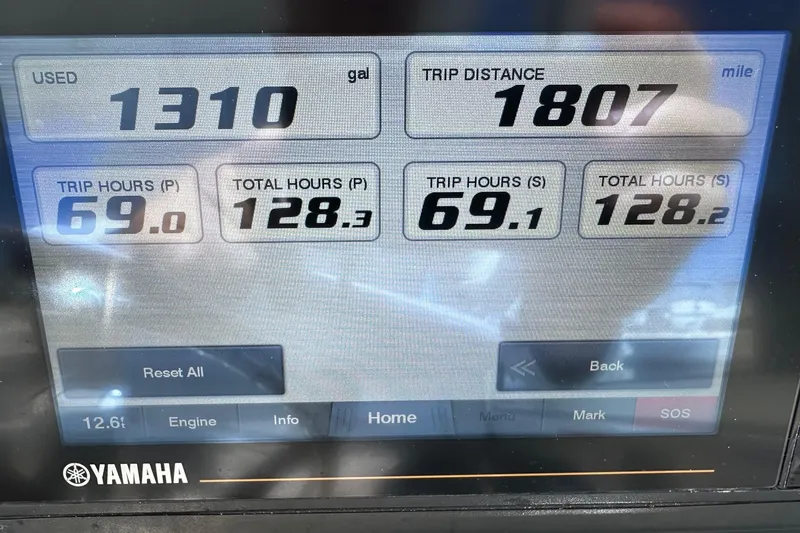 USED gal
1310
TRIP DISTANCE mile
1807
TRIP HOURS (P)
69.0
TOTAL HOURS (P)
128.3
TRIP HOURS (S)
69.1
TOTAL HOURS (S)
128.2
Reset All
Back
Engine Info Home Menu Mark SOS
YAMAHA